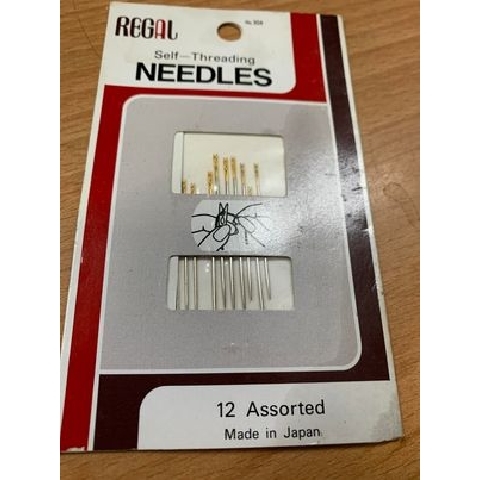 REGAL
Self-Threading
NEEDLES
12 Assorted
Made in Japan